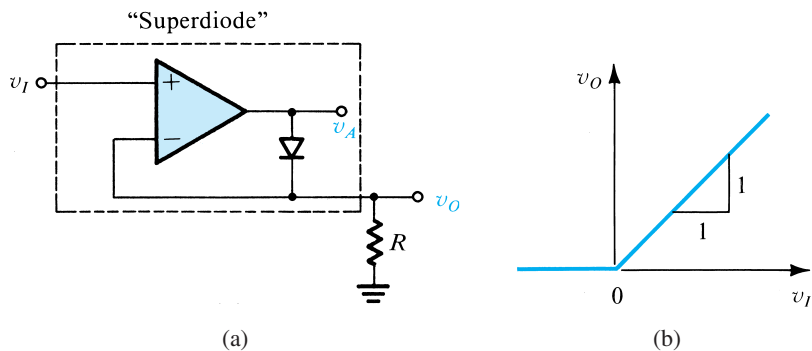 “Superdiode”
v_I
+
−
v_A
v_O
R
(a)
v_O
1
1
0
v_I
(b)